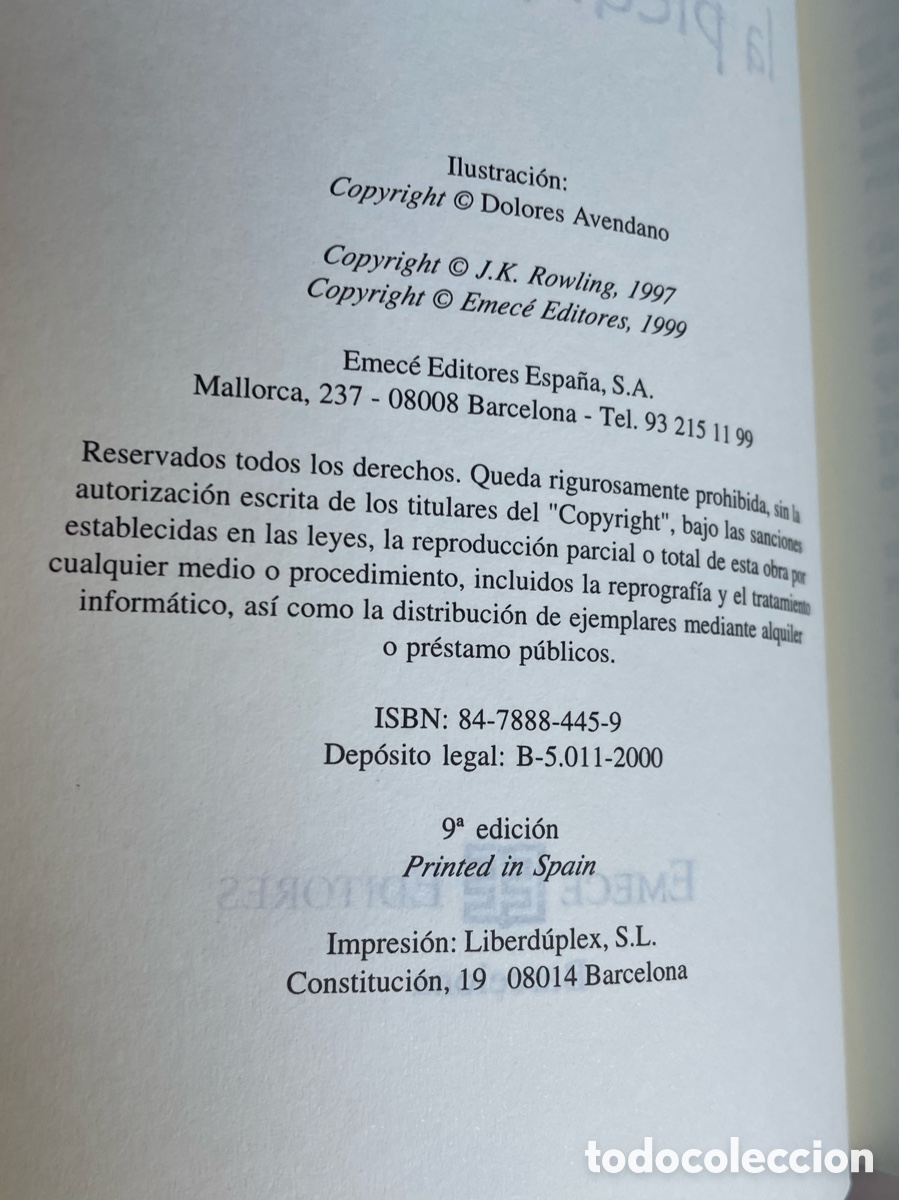 la
Ilustración:
Copyright © Dolores Avendano
Copyright © J.K. Rowling, 1997
Copyright © Emecé Editores, 1999
Emecé Editores España, S.A.
Mallorca, 237 - 08008 Barcelona - Tel. 93 215 11 99
Reservados todos los derechos. Queda rigurosamente prohibida, sin la
autorización escrita de los titulares del "Copyright", bajo las sanciones
establecidas en las leyes, la reproducción parcial o total de esta obra por
cualquier medio o procedimiento, incluidos la reprografía y el tratamiento
informático, así como la distribución de ejemplares mediante alquiler
o préstamo públicos.
ISBN: 84-7888-445-9
Depósito legal: B-5.011-2000
9ª edición
Printed in Spain
EMECÉ EDITORES
Impresión: Liberdúplex, S.L.
Constitución, 19 08014 Barcelona
todocoleccion